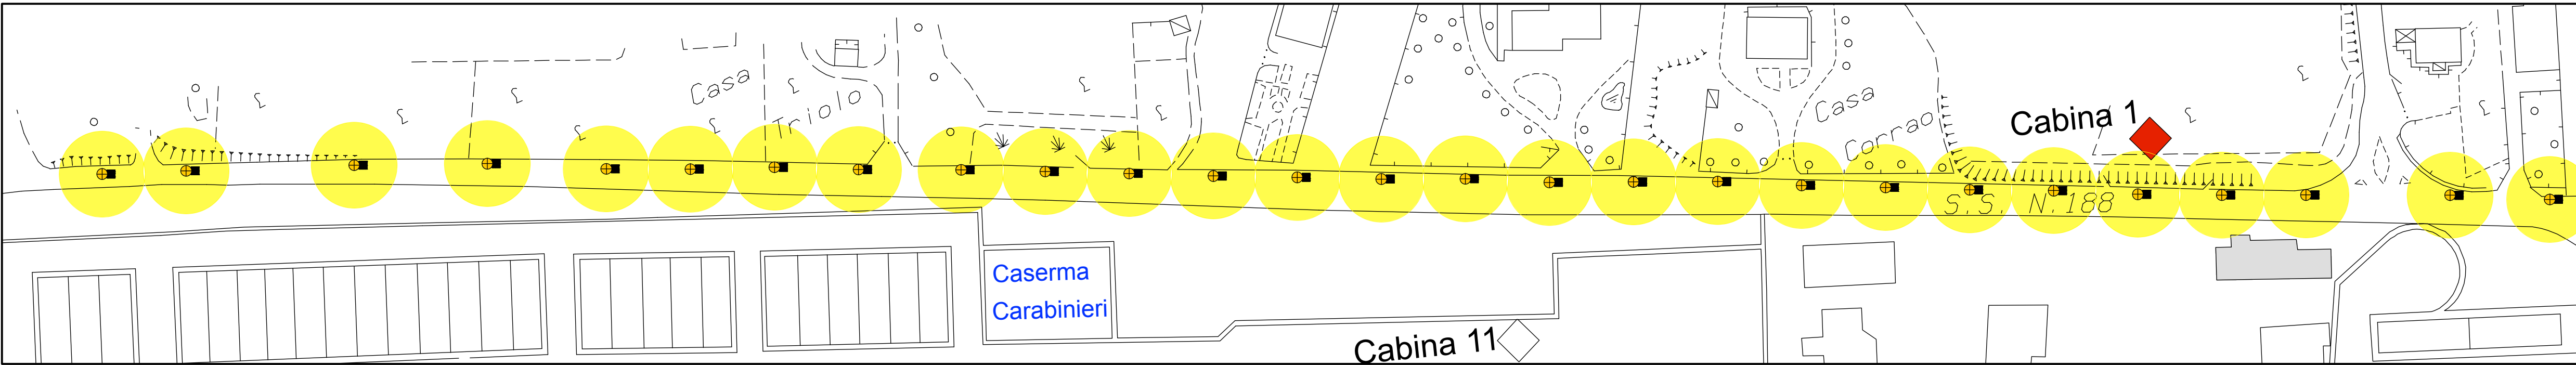 Casa
Triolo
Casa
Corrao
Cabina 1
S.S. N.188
Caserma
Carabinieri
Cabina 11